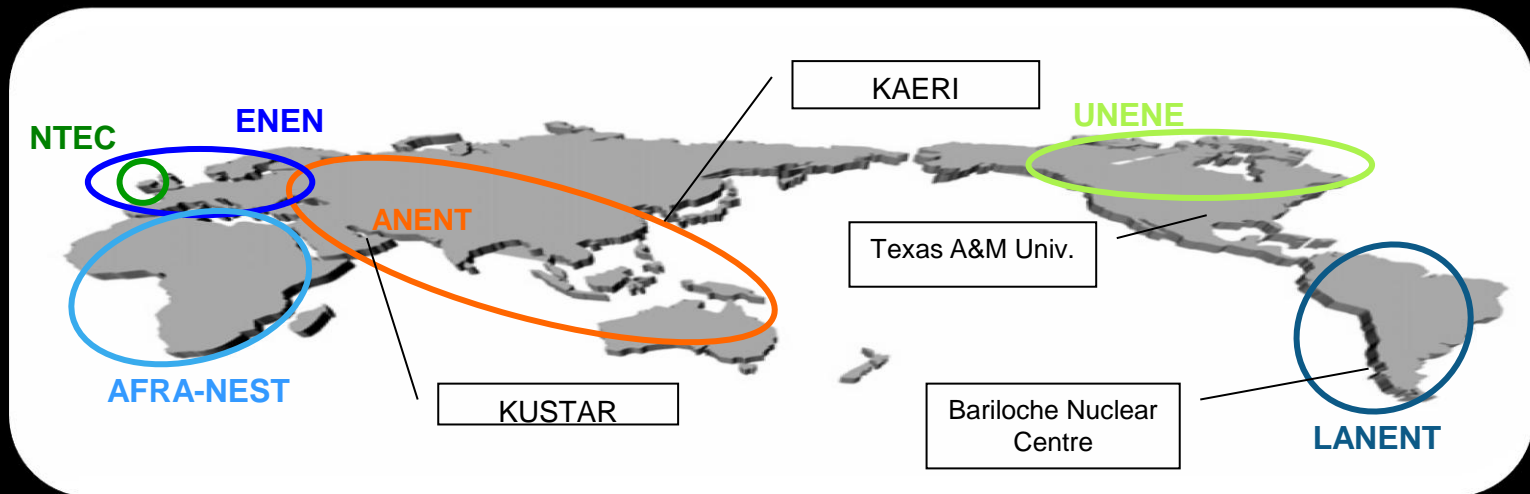 KAERI
UNENE
ENEN
NTEC
ANENT
Texas A&M Univ.
AFRA-NEST
KUSTAR
Bariloche Nuclear
Centre
LANENT